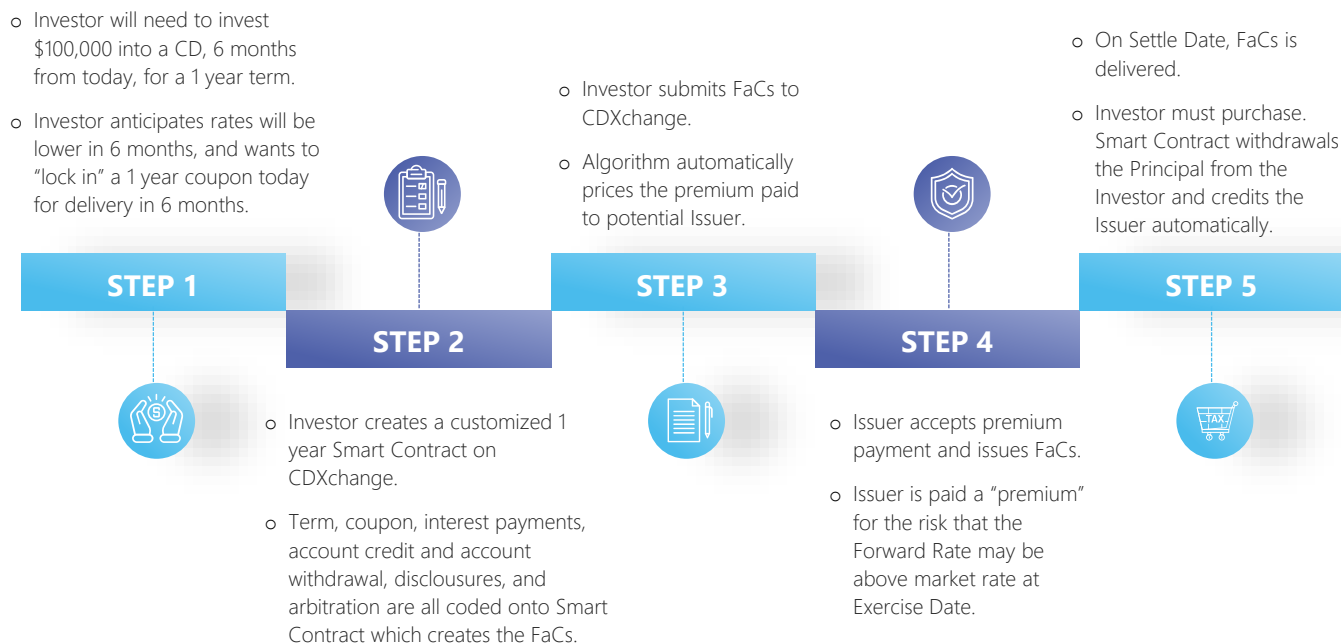 o Investor will need to invest
$100,000 into a CD, 6 months
from today, for a 1 year term.
o Investor anticipates rates will be
lower in 6 months, and wants to
“lock in” a 1 year coupon today
for delivery in 6 months.
STEP 1
STEP 2
o Investor creates a customized 1
year Smart Contract on
CDXchange.
o Term, coupon, interest payments,
account credit and account
withdrawal, disclousures, and
arbitration are all coded onto Smart
Contract which creates the FaCs.
o Investor submits FaCs to
CDXchange.
o Algorithm automatically
prices the premium paid
to potential Issuer.
STEP 3
STEP 4
o Issuer accepts premium
payment and issues FaCs.
o Issuer is paid a “premium”
for the risk that the
Forward Rate may be
above market rate at
Exercise Date.
o On Settle Date, FaCs is
delivered.
o Investor must purchase.
Smart Contract withdrawals
the Principal from the
Investor and credits the
Issuer automatically.
STEP 5
TAX